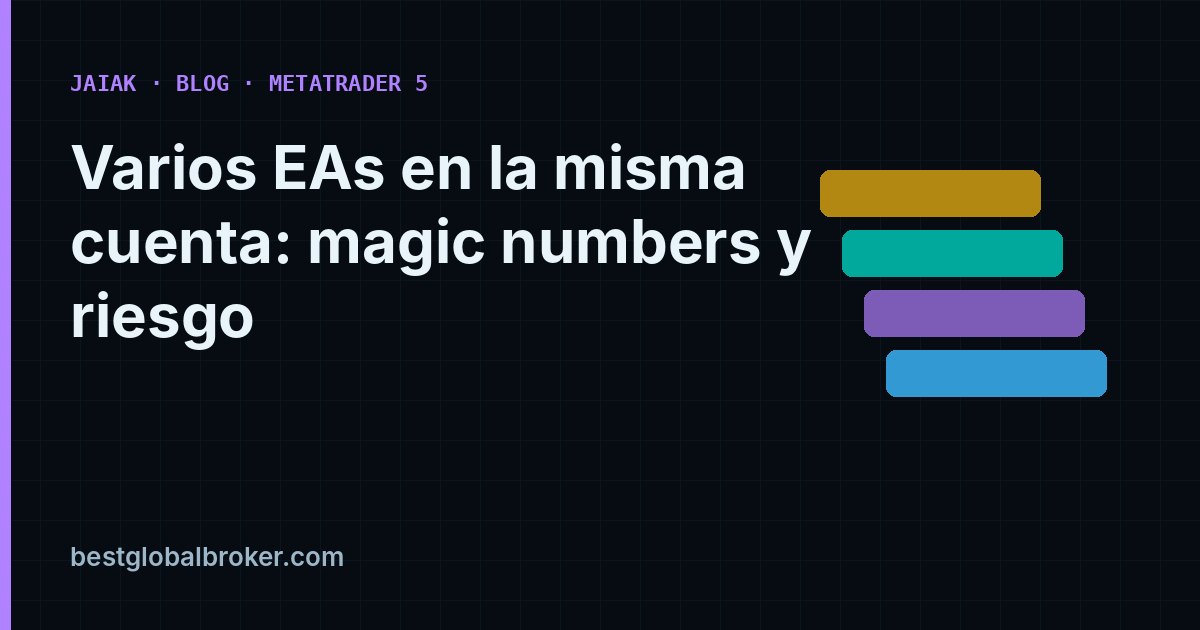 JAIAK · BLOG · METATRADER 5
Varios EAs en la misma
cuenta: magic numbers y
riesgo
bestglobalbroker.com